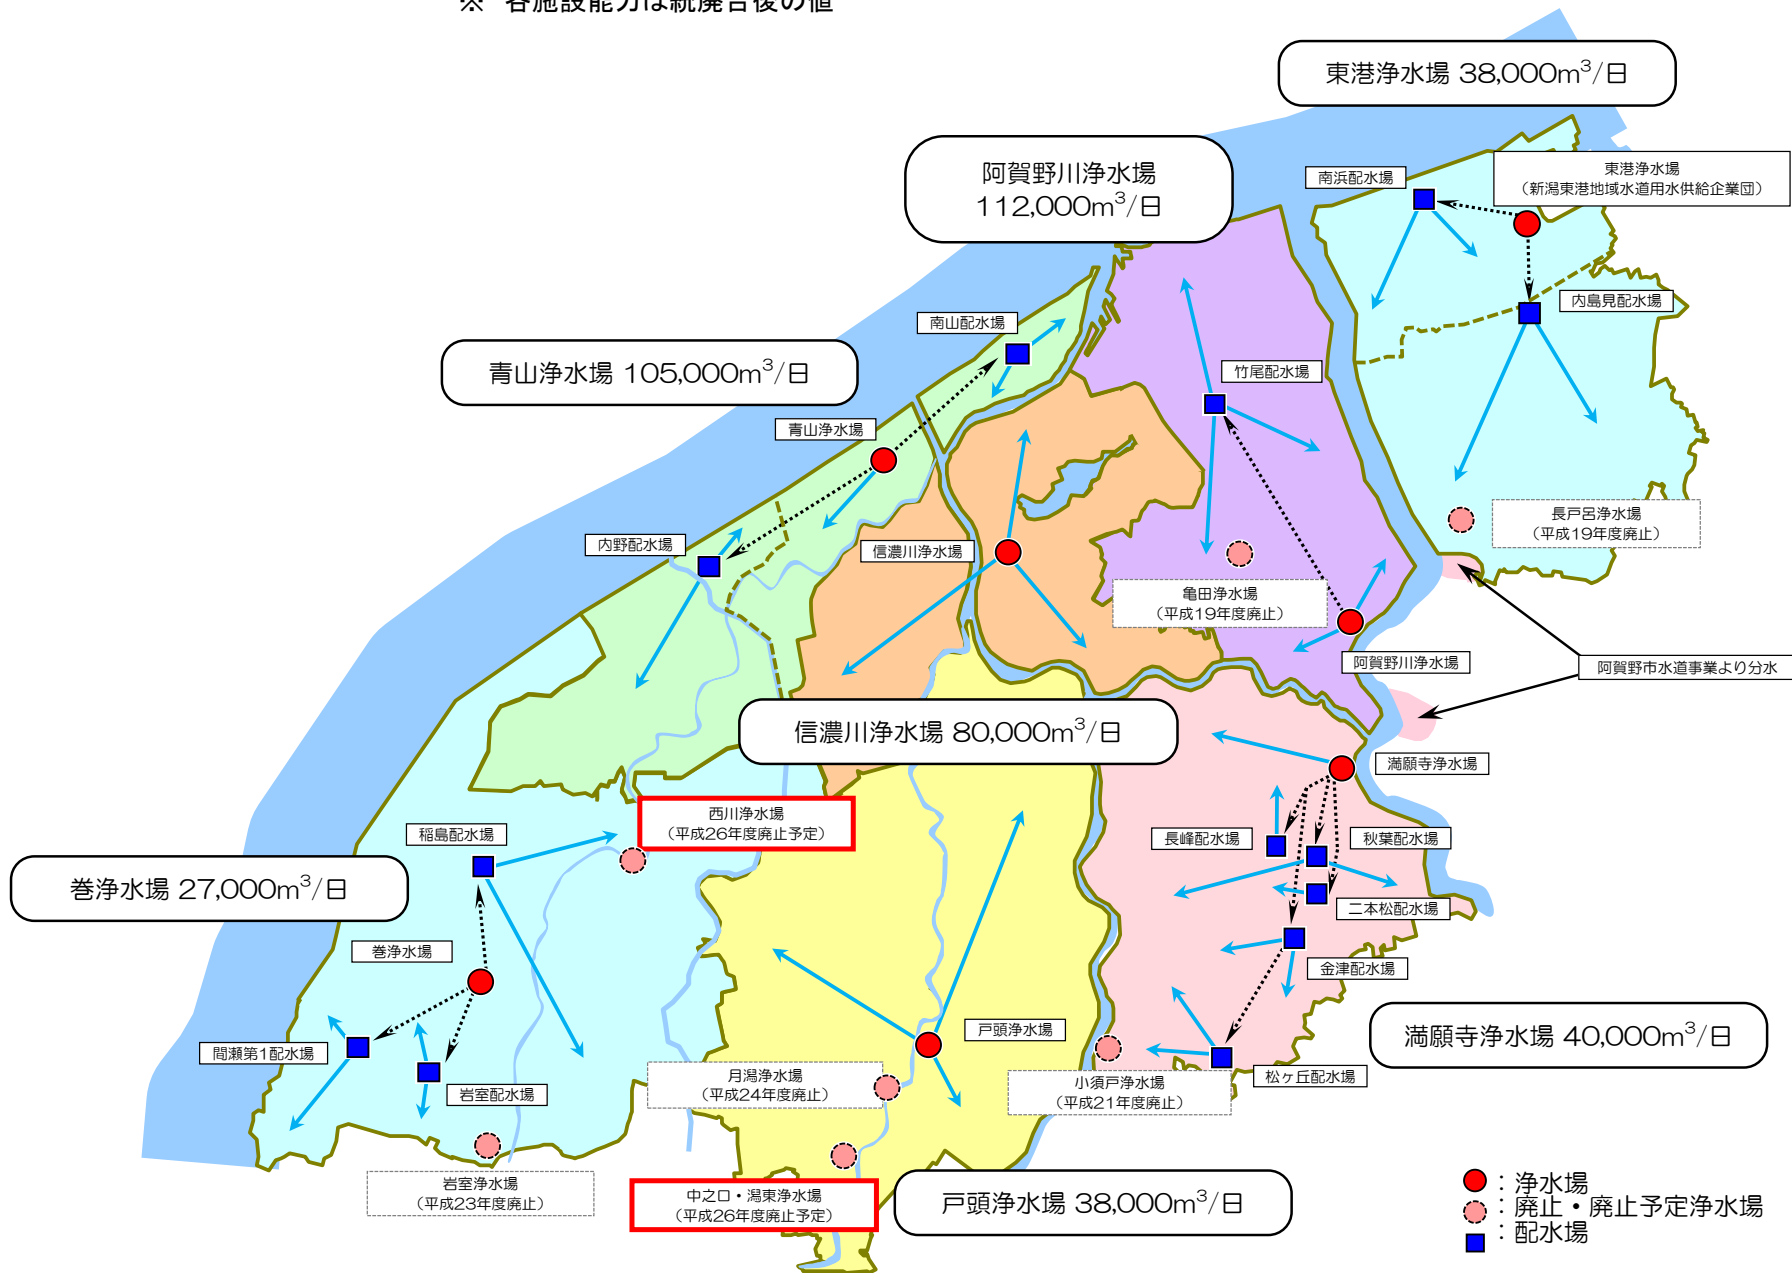 ※ 各施設能力は統廃合後の値
東港浄水場 38,000m³/日
阿賀野川浄水場
112,000m³/日
東港浄水場
（新潟東港地域水道用水供給企業団）
南浜配水場
内島見配水場
南山配水場
青山浄水場 105,000m³/日
竹尾配水場
青山浄水場
長戸呂浄水場
（平成19年度廃止）
内野配水場
信濃川浄水場
亀田浄水場
（平成19年度廃止）
阿賀野川浄水場
阿賀野市水道事業より分水
信濃川浄水場 80,000m³/日
満願寺浄水場
西川浄水場
（平成26年度廃止予定）
稲島配水場
長峰配水場
秋葉配水場
巻浄水場 27,000m³/日
二本松配水場
巻浄水場
金津配水場
戸頭浄水場
満願寺浄水場 40,000m³/日
間瀬第1配水場
月潟浄水場
（平成24年度廃止）
小須戸浄水場
（平成21年度廃止）
松ヶ丘配水場
岩室配水場
岩室浄水場
（平成23年度廃止）
中之口・潟東浄水場
（平成26年度廃止予定）
戸頭浄水場 38,000m³/日
：浄水場
：廃止・廃止予定浄水場
：配水場